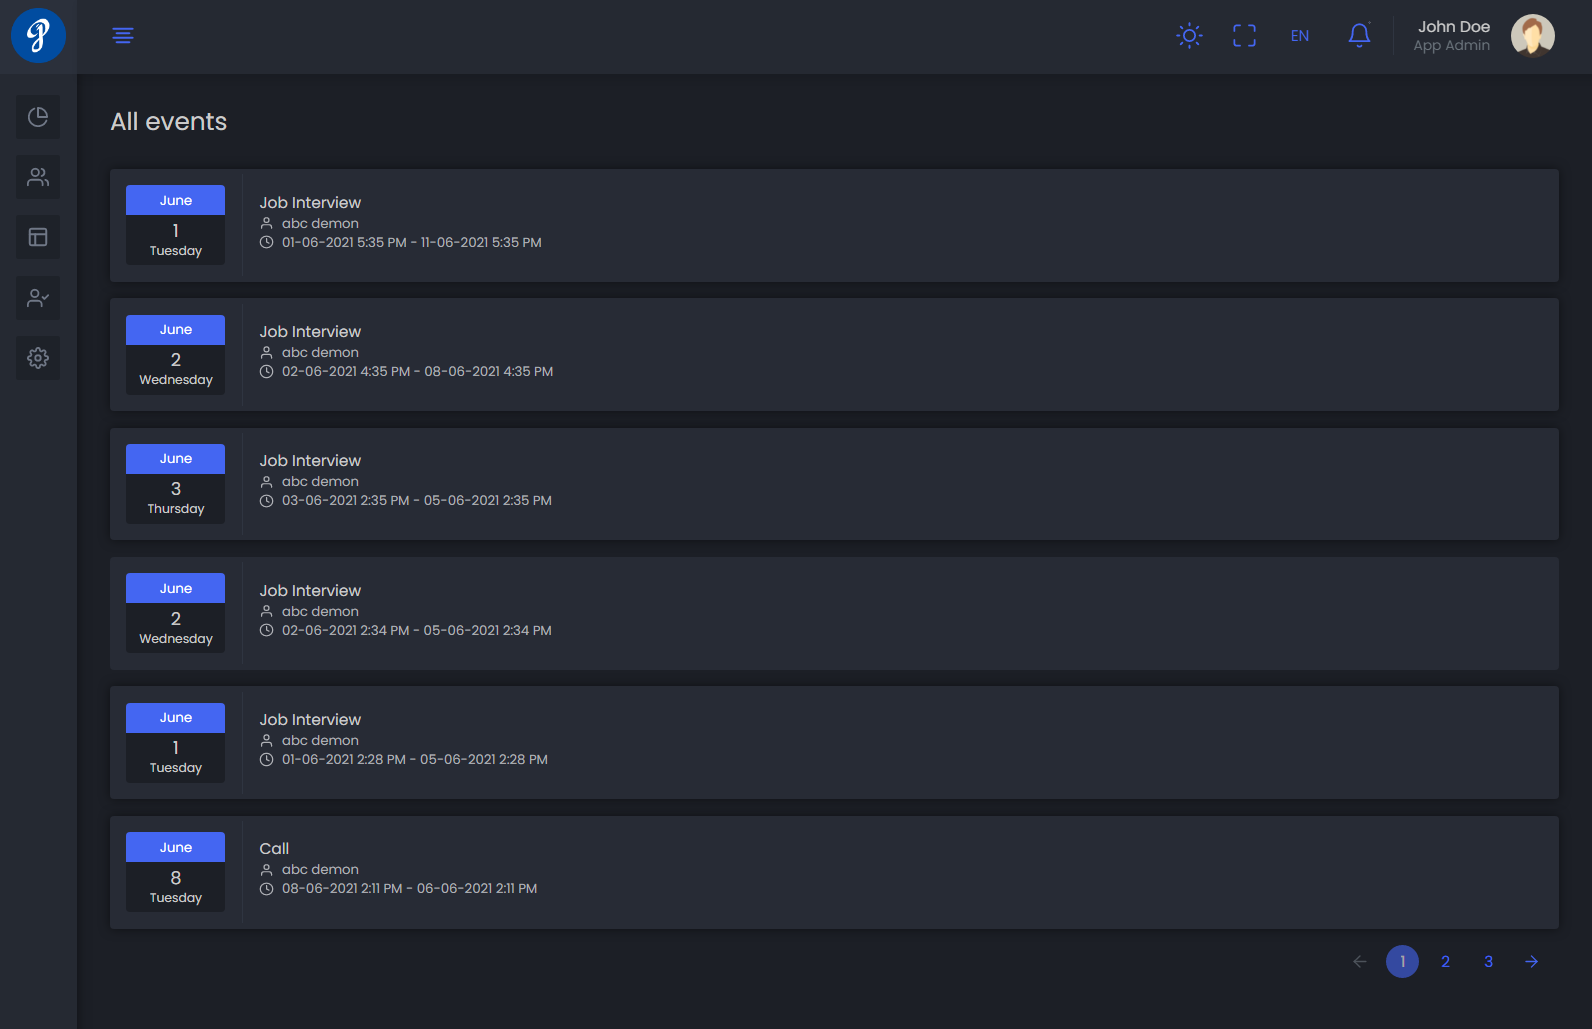 EN
John Doe
App Admin
All events
June
1
Tuesday
Job Interview
abc demon
01-06-2021 5:35 PM - 11-06-2021 5:35 PM
June
2
Wednesday
Job Interview
abc demon
02-06-2021 4:35 PM - 08-06-2021 4:35 PM
June
3
Thursday
Job Interview
abc demon
03-06-2021 2:35 PM - 05-06-2021 2:35 PM
June
2
Wednesday
Job Interview
abc demon
02-06-2021 2:34 PM - 05-06-2021 2:34 PM
June
1
Tuesday
Job Interview
abc demon
01-06-2021 2:28 PM - 05-06-2021 2:28 PM
June
8
Tuesday
Call
abc demon
08-06-2021 2:11 PM - 06-06-2021 2:11 PM
1 2 3